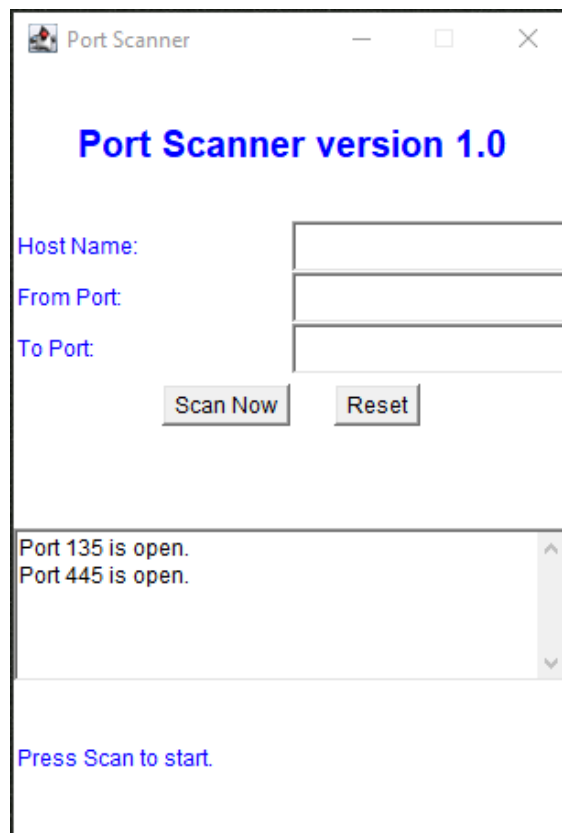 Port Scanner
Port Scanner version 1.0
Host Name:
From Port:
To Port:
Scan Now Reset
Port 135 is open.
Port 445 is open.
Press Scan to start.